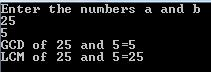 Enter the numbers a and b
25
5
GCD of 25 and 5=5
LCM of 25 and 5=25